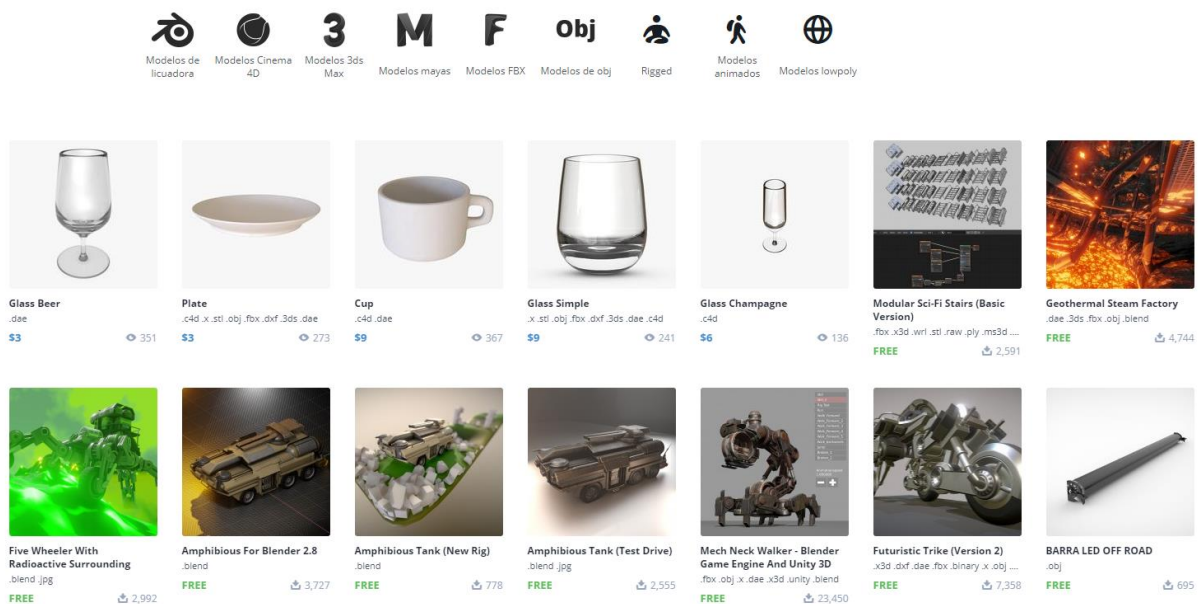 Obj
Modelos de licuadora
Modelos Cinema 4D
Modelos 3ds Max
Modelos mayas
Modelos FBX
Modelos de obj
Rigged
Modelos animados
Modelos lowpoly
Glass Beer
.dae
$3 351
Plate
.c4d .x .stl .obj .fbx .dxf .3ds .dae
$3 273
Cup
.c4d .dae
$9 367
Glass Simple
.x .stl .obj .fbx .dxf .3ds .dae .c4d
$9 241
Glass Champagne
.c4d
$6 136
Modular Sci-Fi Stairs (Basic
Version)
.fbx .x3d .wrl .stl .raw .ply .ms3d ....
FREE 2,591
Geothermal Steam Factory
.dae .3ds .fbx .obj .blend
FREE 4,744
Five Wheeler With
Radioactive Surrounding
.blend .jpg
FREE 2,992
Amphibious For Blender 2.8
.blend
FREE 3,727
Amphibious Tank (New Rig)
.blend
FREE 778
Amphibious Tank (Test Drive)
.blend .jpg
FREE 2,555
Mech Neck Walker - Blender
Game Engine And Unity 3D
.fbx .obj .x .dae .x3d .unity .blend
FREE 23,450
Futuristic Trike (Version 2)
.x3d .dxf .dae .fbx .binary .x .obj ....
FREE 7,358
BARRA LED OFF ROAD
.obj
FREE 695